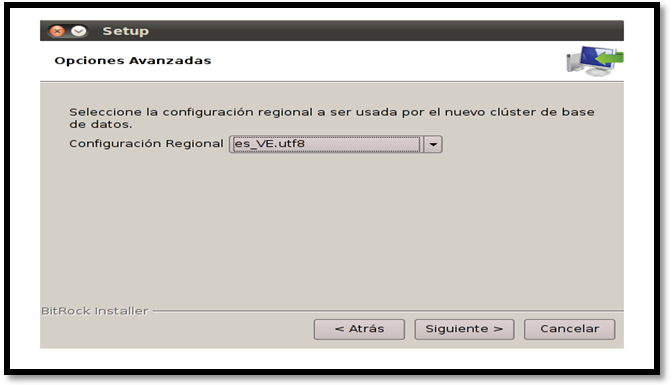 Setup
Opciones Avanzadas
Seleccione la configuración regional a ser usada por el nuevo clúster de base
de datos.
Configuración Regional es_VE.utf8
BitRock Installer
< Atrás Siguiente > Cancelar